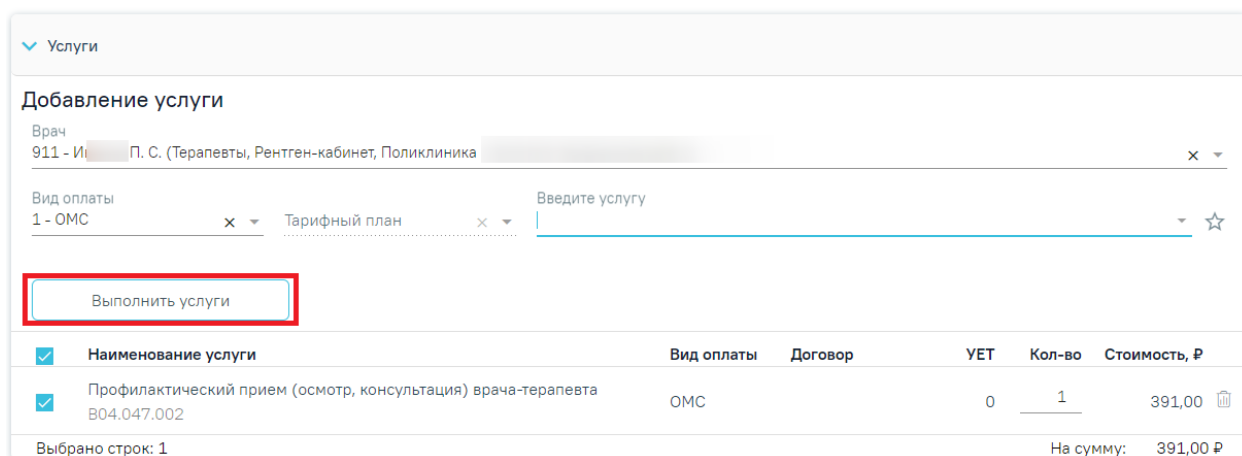 Услуги
Добавление услуги
Врач
911 - И П. С. (Терапевты, Рентген-кабинет, Поликлиника
Вид оплаты
Введите услугу
1 - ОМС Тарифный план
Выполнить услуги
Наименование услуги Вид оплаты Договор УЕТ Кол-во Стоимость, ₽
Профилактический прием (осмотр, консультация) врача-терапевта
B04.047.002 ОМС 0 1 391,00
Выбрано строк: 1 На сумму: 391,00 ₽